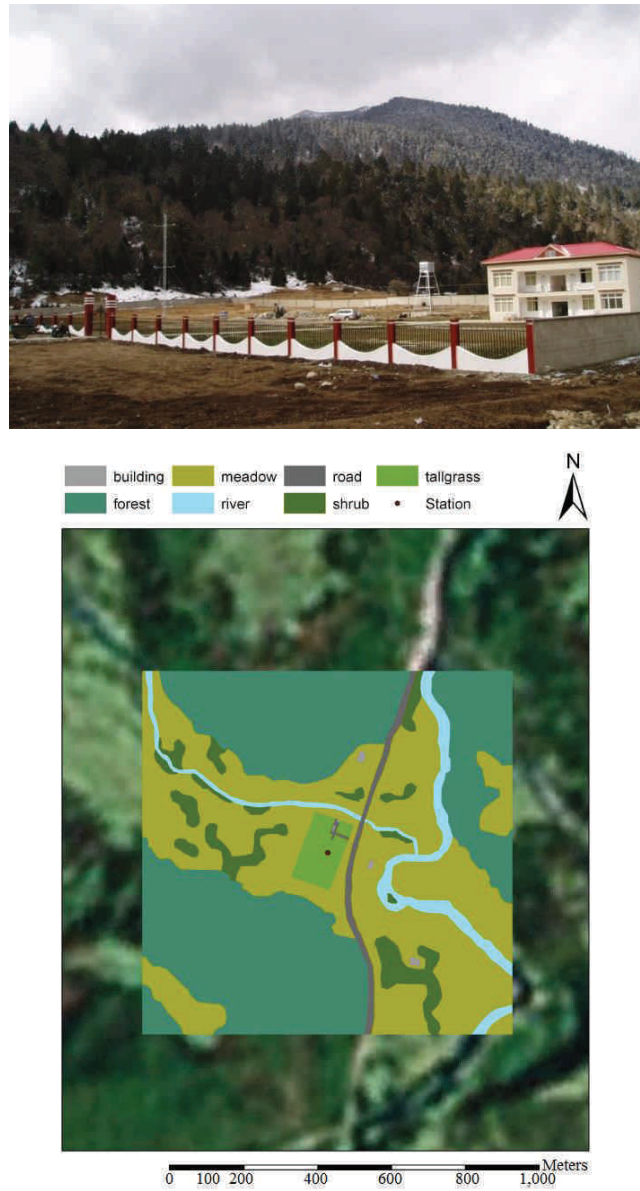 building meadow road tallgrass
N
forest river shrub Station
Meters
0 100 200 400 600 800 1,000